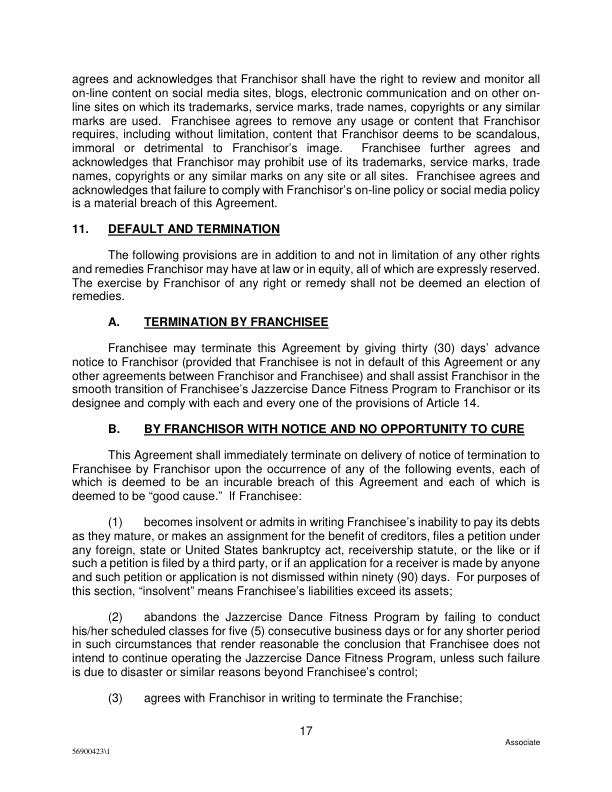 agrees and acknowledges that Franchisor shall have the right to review and monitor all
on-line content on social media sites, blogs, electronic communication and on other on-
line sites on which its trademarks, service marks, trade names, copyrights or any similar
marks are used.  Franchisee agrees to remove any usage or content that Franchisor
requires, including without limitation, content that Franchisor deems to be scandalous,
immoral or detrimental to Franchisor’s image.  Franchisee further agrees and
acknowledges that Franchisor may prohibit use of its trademarks, service marks, trade
names, copyrights or any similar marks on any site or all sites.  Franchisee agrees and
acknowledges that failure to comply with Franchisor’s on-line policy or social media policy
is a material breach of this Agreement.
11. DEFAULT AND TERMINATION
The following provisions are in addition to and not in limitation of any other rights
and remedies Franchisor may have at law or in equity, all of which are expressly reserved.
The exercise by Franchisor of any right or remedy shall not be deemed an election of
remedies.
A. TERMINATION BY FRANCHISEE
Franchisee may terminate this Agreement by giving thirty (30) days’ advance
notice to Franchisor (provided that Franchisee is not in default of this Agreement or any
other agreements between Franchisor and Franchisee) and shall assist Franchisor in the
smooth transition of Franchisee’s Jazzercise Dance Fitness Program to Franchisor or its
designee and comply with each and every one of the provisions of Article 14.
B. BY FRANCHISOR WITH NOTICE AND NO OPPORTUNITY TO CURE
This Agreement shall immediately terminate on delivery of notice of termination to
Franchisee by Franchisor upon the occurrence of any of the following events, each of
which is deemed to be an incurable breach of this Agreement and each of which is
deemed to be “good cause.”  If Franchisee:
(1) becomes insolvent or admits in writing Franchisee’s inability to pay its debts
as they mature, or makes an assignment for the benefit of creditors, files a petition under
any foreign, state or United States bankruptcy act, receivership statute, or the like or if
such a petition is filed by a third party, or if an application for a receiver is made by anyone
and such petition or application is not dismissed within ninety (90) days.  For purposes of
this section, “insolvent” means Franchisee’s liabilities exceed its assets;
(2) abandons the Jazzercise Dance Fitness Program by failing to conduct
his/her scheduled classes for five (5) consecutive business days or for any shorter period
in such circumstances that render reasonable the conclusion that Franchisee does not
intend to continue operating the Jazzercise Dance Fitness Program, unless such failure
is due to disaster or similar reasons beyond Franchisee’s control;
(3) agrees with Franchisor in writing to terminate the Franchise;
17
Associate
56900423\1